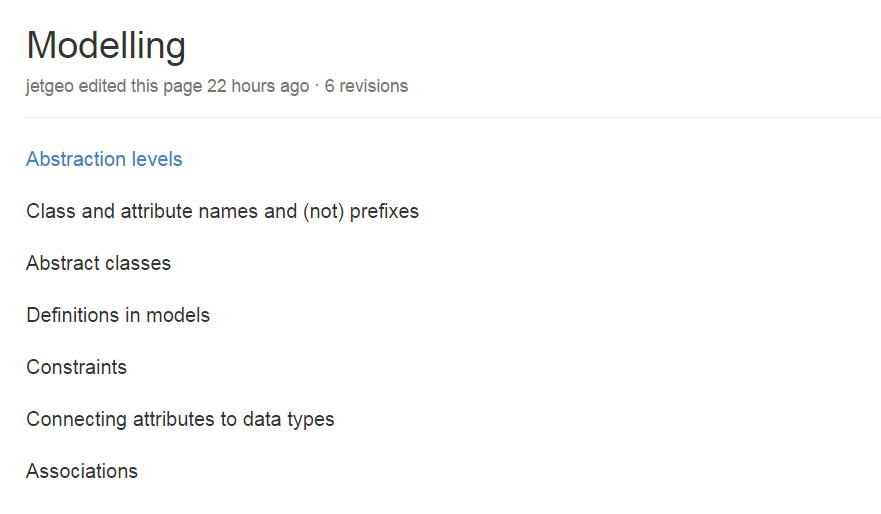 Modelling
jetgeo edited this page 22 hours ago · 6 revisions
Abstraction levels
Class and attribute names and (not) prefixes
Abstract classes
Definitions in models
Constraints
Connecting attributes to data types
Associations